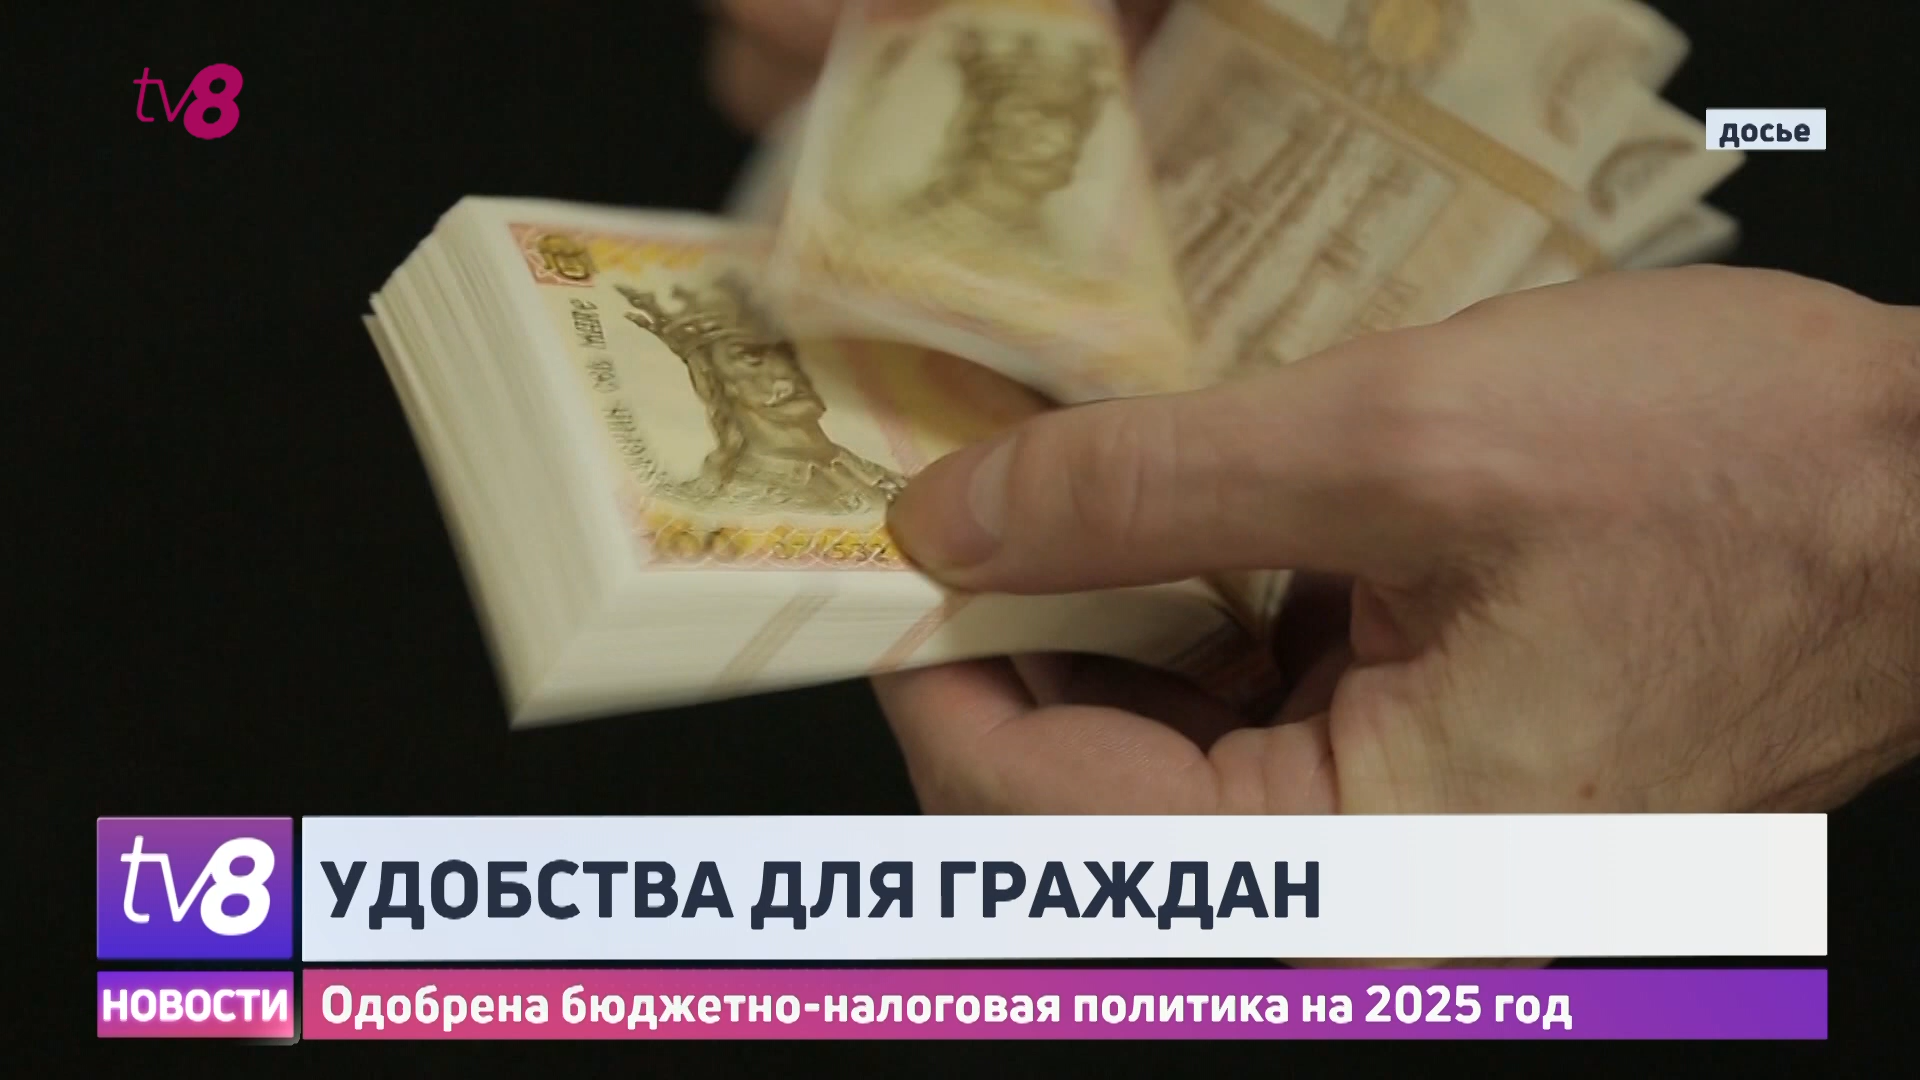 tv8
досье
tv8
УДОБСТВА ДЛЯ ГРАЖДАН
НОВОСТИ
Одобрена бюджетно-налоговая политика на 2025 год